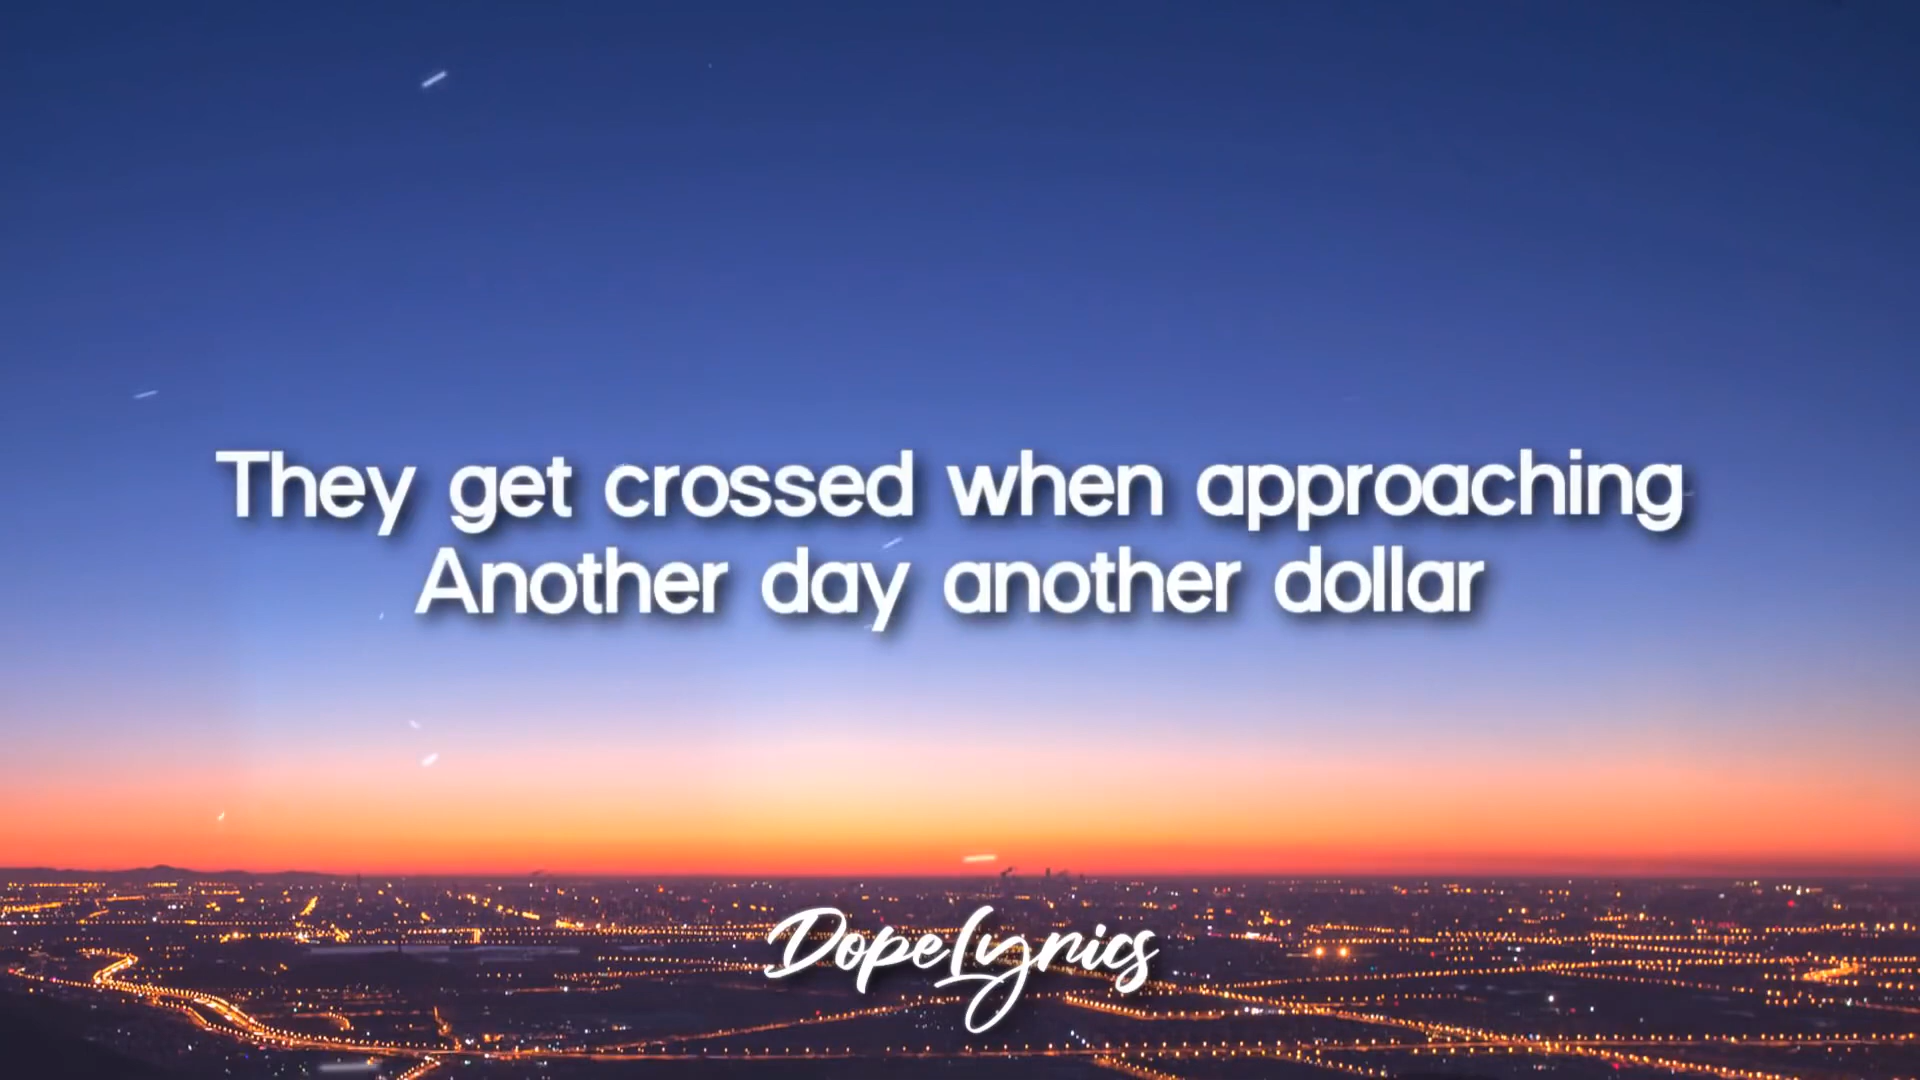 They get crossed when approaching
Another day another dollar
DopeLyrics